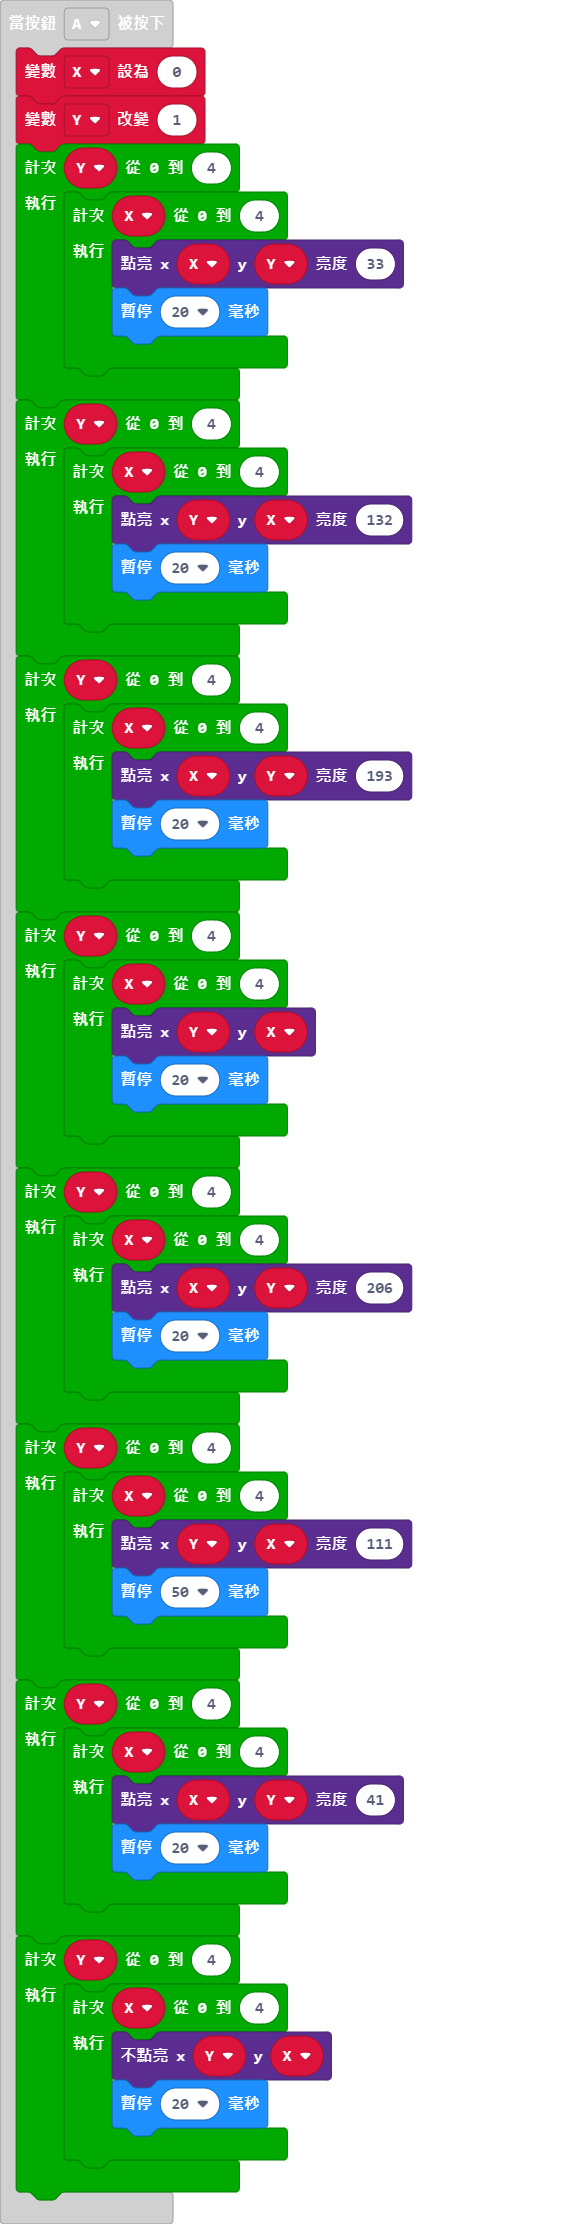 當按鈕 A 被按下
變數 X 設為 0
變數 Y 改變 1
計次 Y 從 0 到 4
執行
計次 X 從 0 到 4
執行
點亮 x X y Y 亮度 33
暫停 20 毫秒
計次 Y 從 0 到 4
執行
計次 X 從 0 到 4
執行
點亮 x Y y X 亮度 132
暫停 20 毫秒
計次 Y 從 0 到 4
執行
計次 X 從 0 到 4
執行
點亮 x X y Y 亮度 193
暫停 20 毫秒
計次 Y 從 0 到 4
執行
計次 X 從 0 到 4
執行
點亮 x Y y X
暫停 20 毫秒
計次 Y 從 0 到 4
執行
計次 X 從 0 到 4
執行
點亮 x X y Y 亮度 206
暫停 20 毫秒
計次 Y 從 0 到 4
執行
計次 X 從 0 到 4
執行
點亮 x Y y X 亮度 111
暫停 50 毫秒
計次 Y 從 0 到 4
執行
計次 X 從 0 到 4
執行
點亮 x X y Y 亮度 41
暫停 20 毫秒
計次 Y 從 0 到 4
執行
計次 X 從 0 到 4
執行
不點亮 x Y y X
暫停 20 毫秒